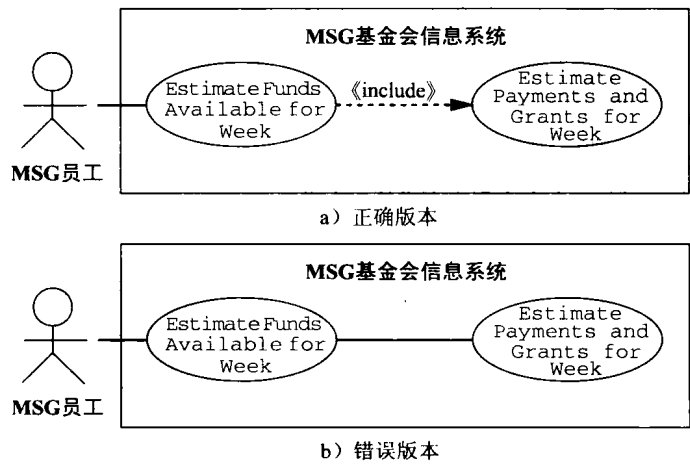 MSG基金会信息系统
Estimate Funds
Available for
Week
《include》
Estimate
Payments and
Grants for
Week
MSG员工
a）正确版本
MSG基金会信息系统
Estimate Funds
Available for
Week
Estimate
Payments and
Grants for
Week
MSG员工
b）错误版本